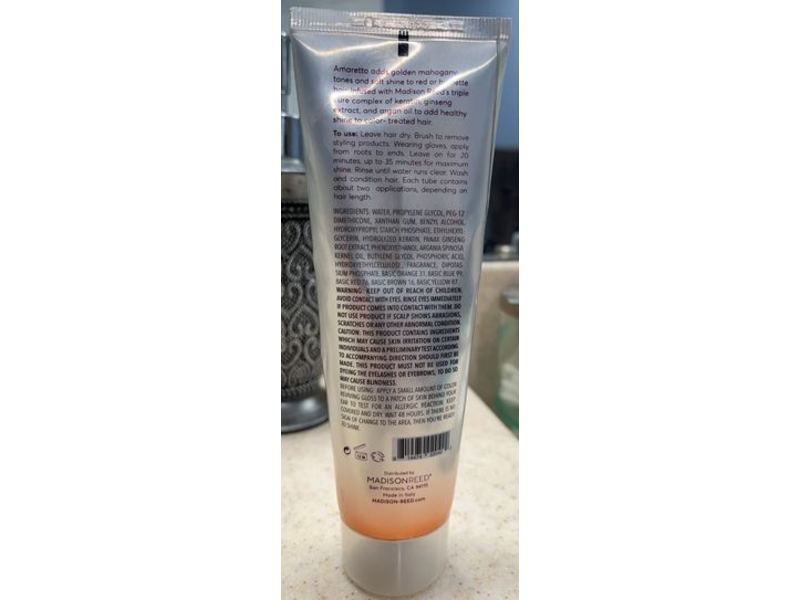 Amaretto adds golden mahogany
tones and soft shine to red or brunette
hair. Infused with Madison Reed's triple
care complex of keratin, ginseng
extract, and argan oil to add healthy
shine to color- treated hair.
To use: Leave hair dry. Brush to remove
styling products. Wearing gloves, apply
from roots to ends. Leave on for 20
minutes, up to 35 minutes for maximum
shine. Rinse until water runs clear. Wash
and condition hair. Each tube contains
about two applications, depending on
hair length.
INGREDIENTS: WATER, PROPYLENE GLYCOL, PEG-12
DIMETHICONE, XANTHAN GUM, BENZYL ALCOHOL,
HYDROXYPROPYL STARCH PHOSPHATE, ETHYLHEXYL-
GLYCERIN, HYDROLYZED KERATIN, PANAX GINSENG
ROOT EXTRACT, PHENOXYETHANOL, ARGANIA SPINOSA
KERNEL OIL, BUTYLENE GLYCOL, PHOSPHORIC ACID,
HYDROXYETHYLCELLULOSE, FRAGRANCE, DIPOTAS-
SIUM PHOSPHATE, BASIC ORANGE 31, BASIC BLUE 99,
BASIC RED 76, BASIC BROWN 16, BASIC YELLOW 87.
WARNING: KEEP OUT OF REACH OF CHILDREN.
AVOID CONTACT WITH EYES. RINSE EYES IMMEDIATELY
IF PRODUCT COMES INTO CONTACT WITH THEM. DO
NOT USE PRODUCT IF SCALP SHOWS ABRASIONS,
SCRATCHES OR ANY OTHER ABNORMAL CONDITION.
CAUTION: THIS PRODUCT CONTAINS INGREDIENTS
WHICH MAY CAUSE SKIN IRRITATION ON CERTAIN
INDIVIDUALS AND A PRELIMINARY TEST ACCORDING
TO ACCOMPANYING DIRECTION SHOULD FIRST BE
MADE. THIS PRODUCT MUST NOT BE USED FOR
DYEING THE EYELASHES OR EYEBROWS; TO DO SO
MAY CAUSE BLINDNESS.
BEFORE USING: APPLY A SMALL AMOUNT OF COLOR
REVIVING GLOSS TO A PATCH OF SKIN BEHIND YOUR
EAR TO TEST FOR AN ALLERGIC REACTION. KEEP
COVERED AND DRY. WAIT 48 HOURS. IF THERE IS NO
SIGN OF CHANGE TO THE AREA, THEN YOU'RE READY
TO SHINE.
Distributed by
MADISONREED®
San Francisco, CA 94111
Made in Italy
MADISON-REED.com